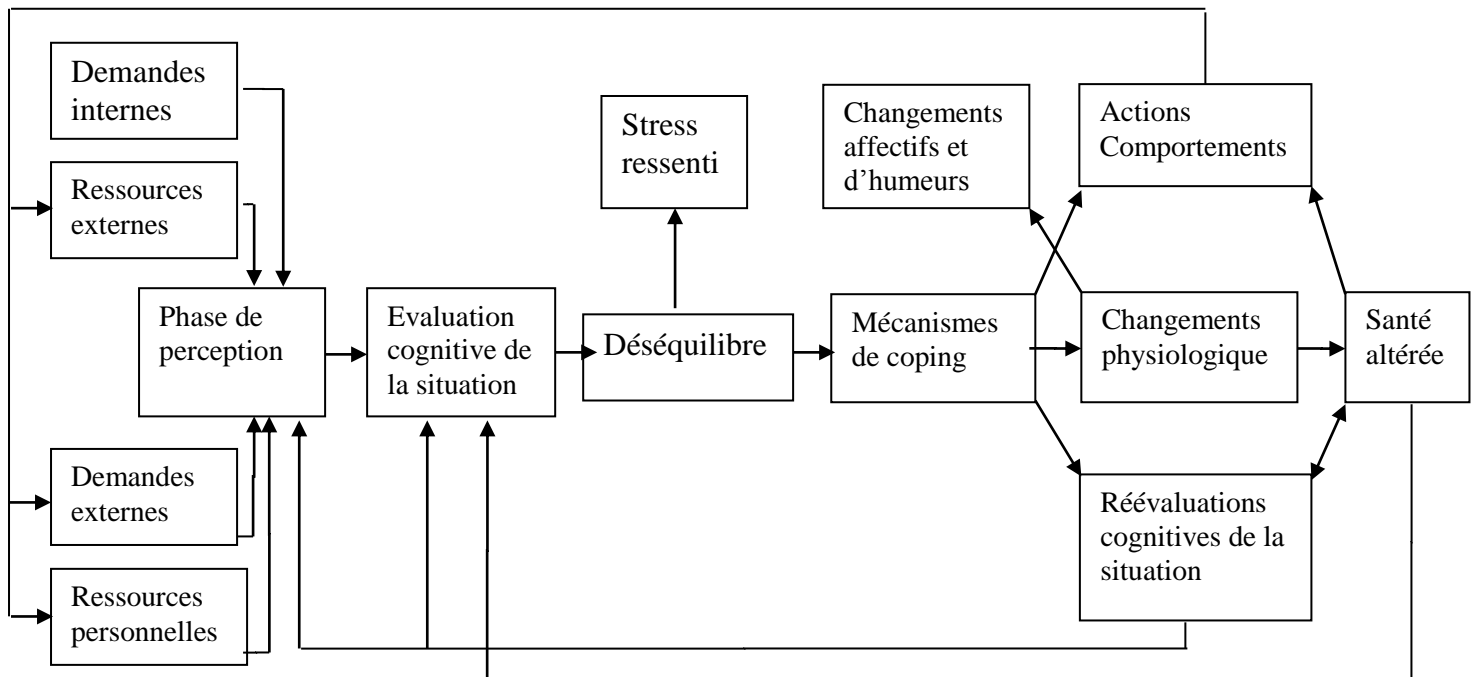 Demandes
internes
Ressources
externes
Demandes
externes
Ressources
personnelles
Phase de
perception
Evaluation
cognitive de
la situation
Stress
ressenti
Déséquilibre
Mécanismes
de coping
Changements
affectifs et
d’humeurs
Actions
Comportements
Changements
physiologique
Réévaluations
cognitives de la
situation
Santé
altérée